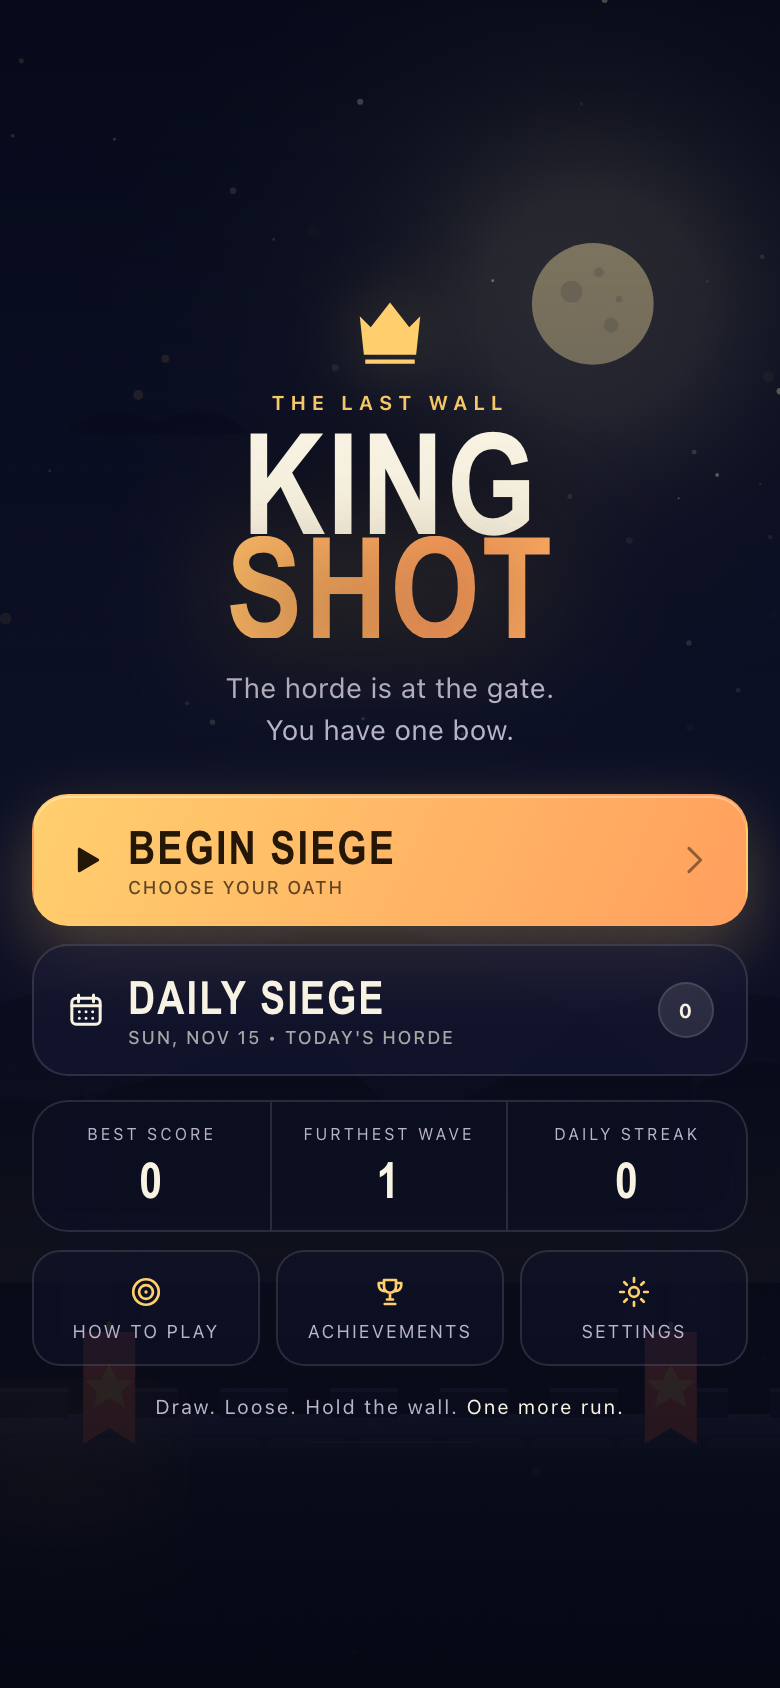 THE LAST WALL
KING
SHOT
The horde is at the gate.
You have one bow.
BEGIN SIEGE
CHOOSE YOUR OATH
DAILY SIEGE
SUN, NOV 15 • TODAY'S HORDE
0
BEST SCORE
0
FURTHEST WAVE
1
DAILY STREAK
0
HOW TO PLAY
ACHIEVEMENTS
SETTINGS
Draw. Loose. Hold the wall. One more run.